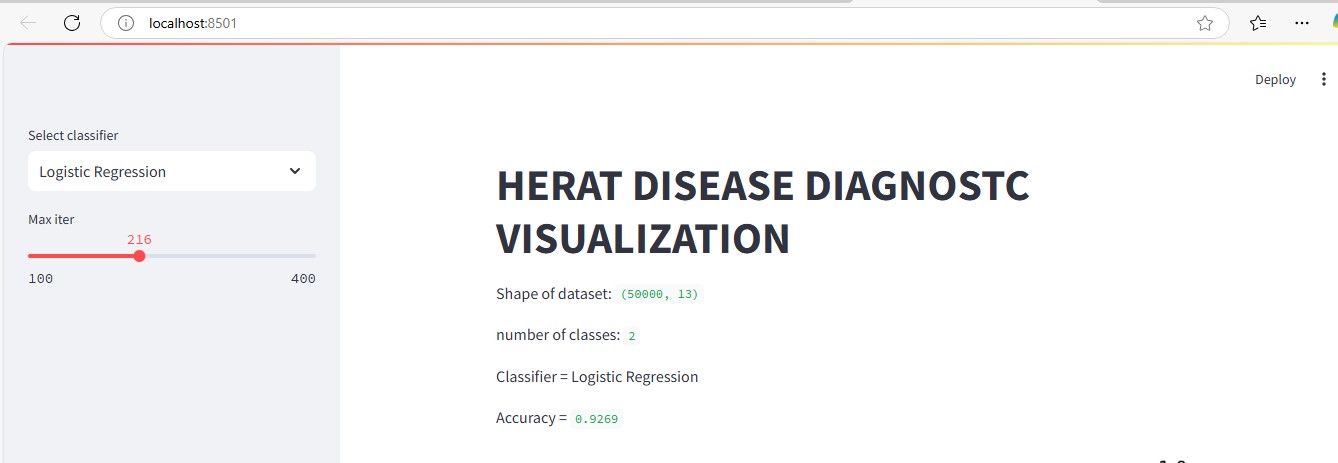 localhost:8501
Deploy
Select classifier
Logistic Regression
Max iter
216
100 400
HERAT DISEASE DIAGNOSTC
VISUALIZATION
Shape of dataset: (50000, 13)
number of classes: 2
Classifier = Logistic Regression
Accuracy = 0.9269